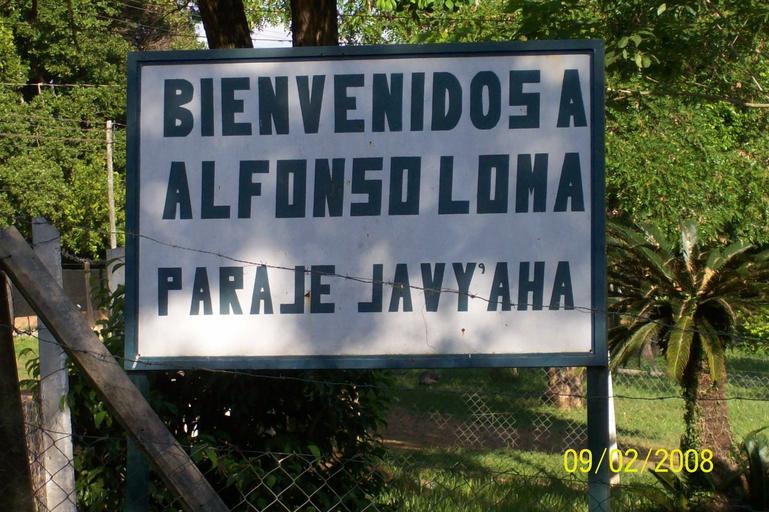 BIENVENIDOS A
ALFONSO LOMA
PARAJE JAVY'AHA
09/02/2008